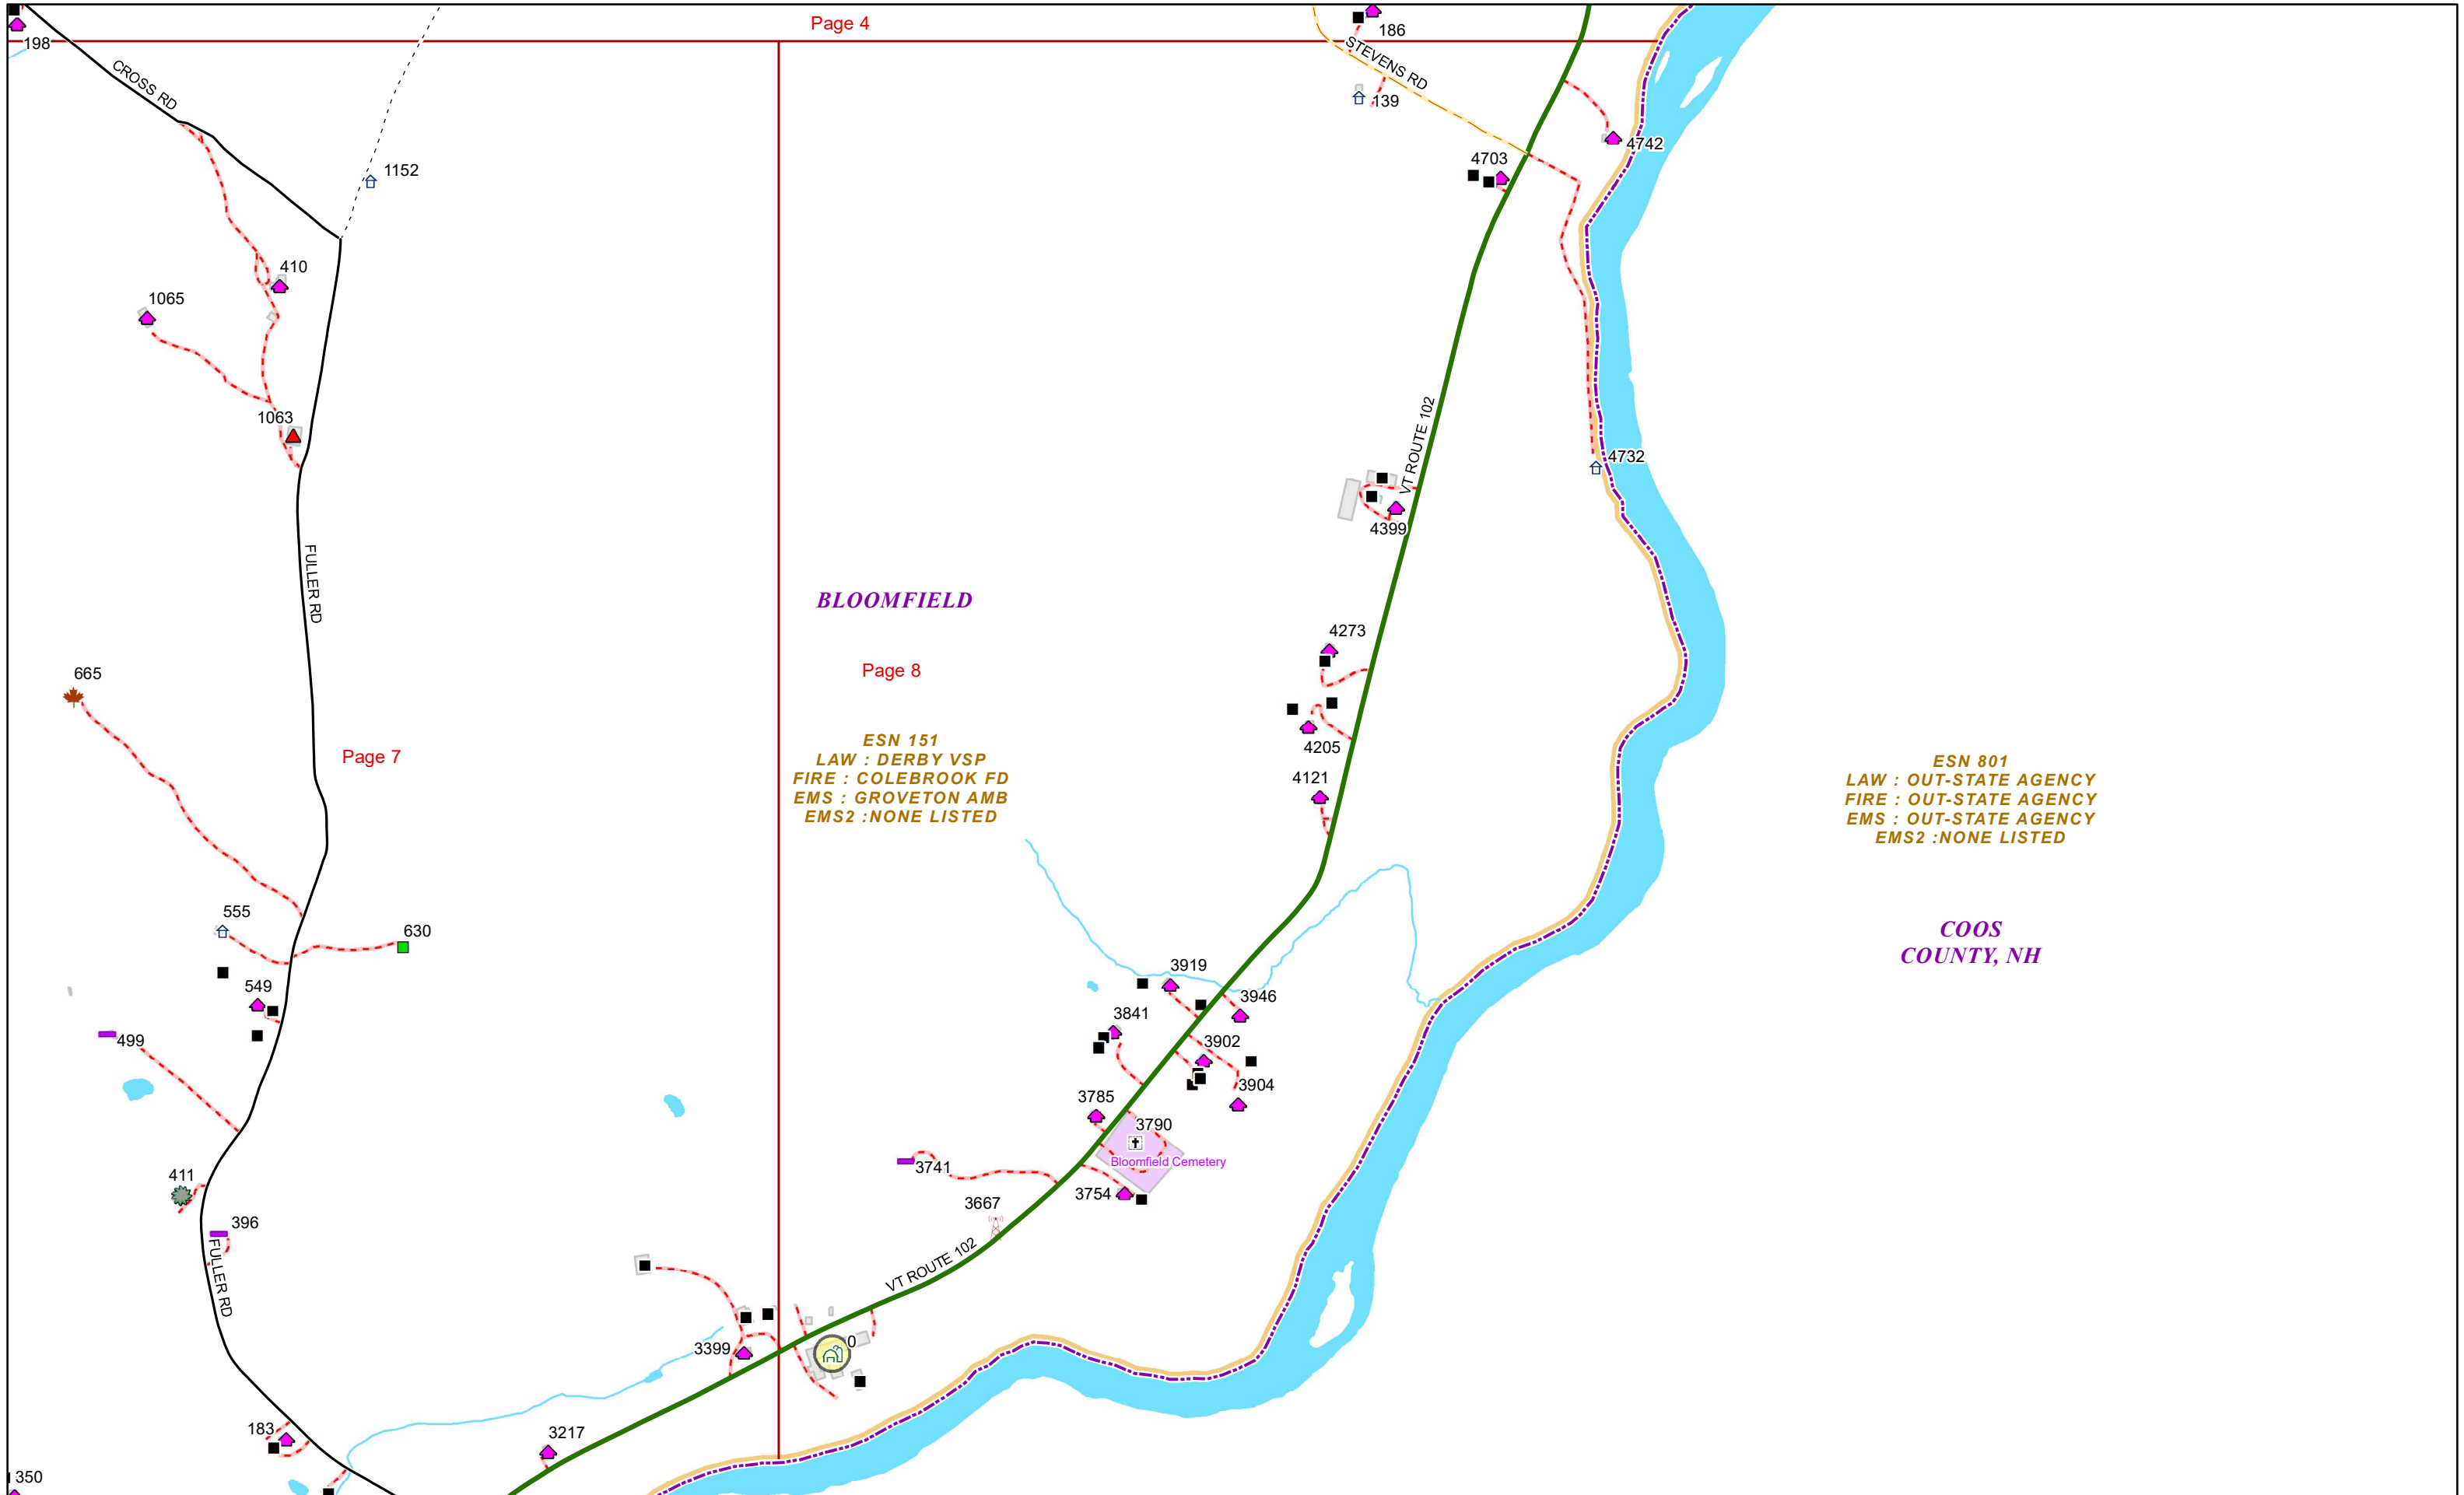 Page 4
198
186
CROSS RD
STEVENS RD
139
4742
1152
4703
410
1065
1063
VT ROUTE 102
4732
4399
FULLER RD
BLOOMFIELD
4273
Page 8
665
ESN 151
LAW : DERBY VSP
FIRE : COLEBROOK FD
EMS : GROVETON AMB
EMS2 :NONE LISTED
Page 7
4205
4121
ESN 801
LAW : OUT-STATE AGENCY
FIRE : OUT-STATE AGENCY
EMS : OUT-STATE AGENCY
EMS2 :NONE LISTED
555
630
COOS
COUNTY, NH
3919
549
3946
3841
499
3902
3904
3785
3790
Bloomfield Cemetery
3741
411
3754
3667
396
FULLER RD
VT ROUTE 102
0
3399
183
3217
350